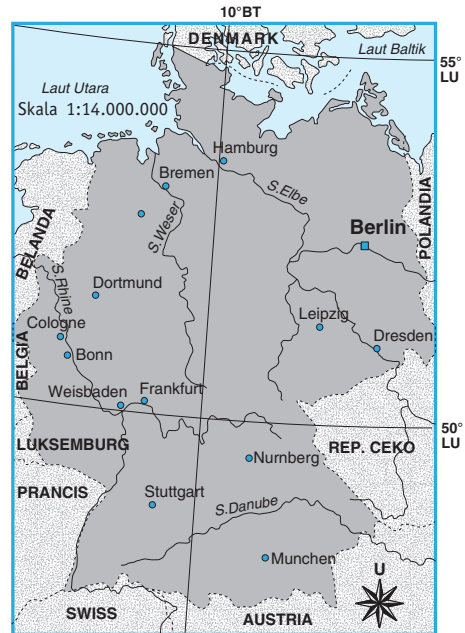 10°BT
DENMARK
Laut Baltik
55°
LU
Laut Utara
Skala 1:14.000.000
Hamburg
Bremen
S.Elbe
S.Weser
POLANDIA
BELANDA
Berlin
S.Rhine
Dortmund
Leipzig
Cologne
Dresden
Bonn
BELGIA
Weisbaden
Frankfurt
50°
LU
LUKSEMBURG
REP. CEKO
Nurnberg
PRANCIS
Stuttgart
S.Danube
Munchen
U
SWISS
AUSTRIA